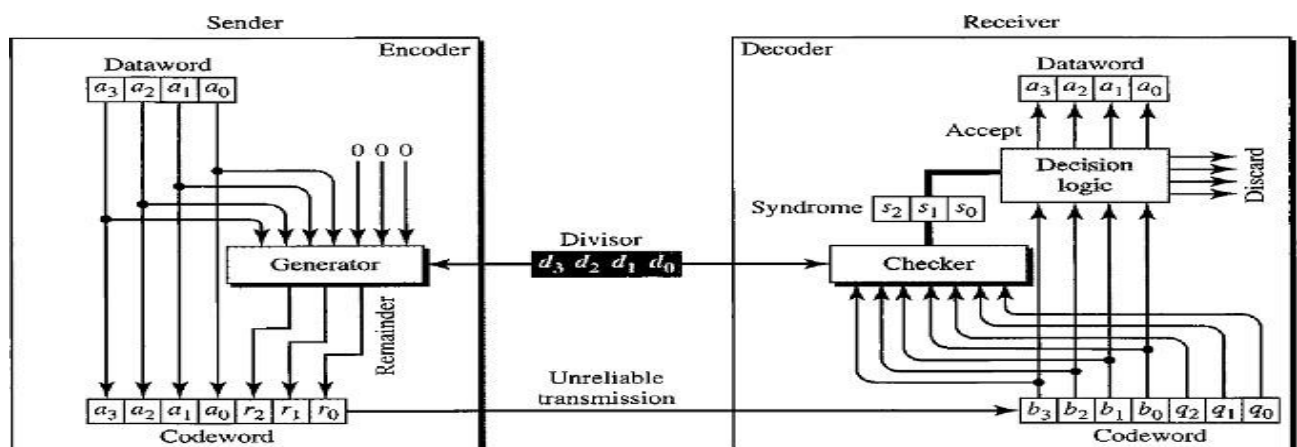 Sender
Receiver
Encoder
Decoder
Dataword
a3 a2 a1 a0
Dataword
a3 a2 a1 a0
0 0 0
Accept
Decision
logic
Discard
Syndrome
s2 s1 s0
Generator
Divisor
d3 d2 d1 d0
Checker
Remainder
Unreliable
transmission
a3 a2 a1 a0 r2 r1 r0
Codeword
b3 b2 b1 b0 q2 q1 q0
Codeword